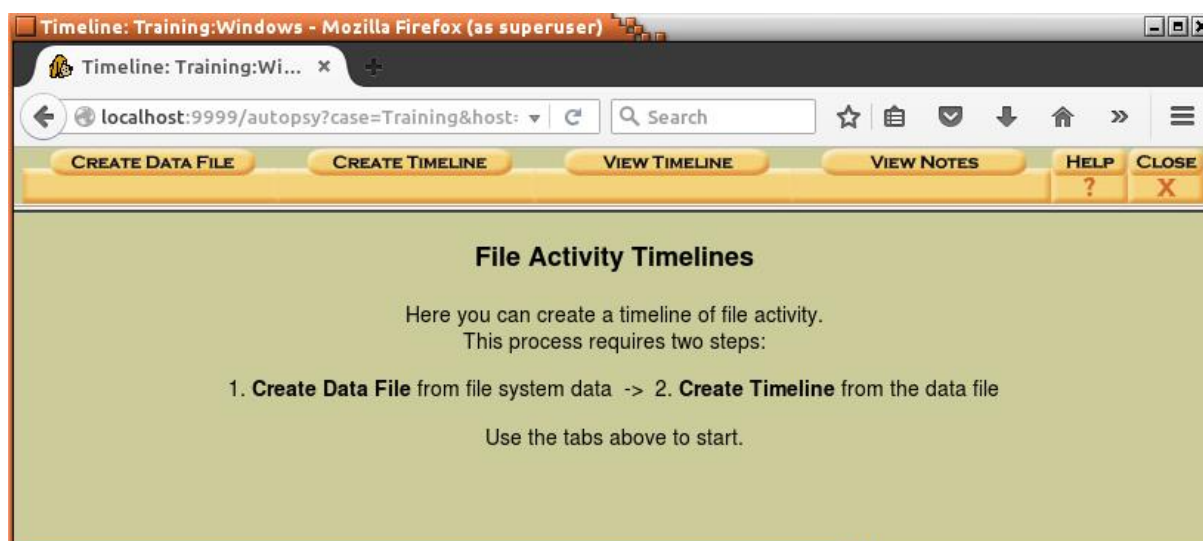 Timeline: Training:Windows - Mozilla Firefox (as superuser)
Timeline: Training:Wi... × +
localhost:9999/autopsy?case=Training&host: Search »
CREATE DATA FILE CREATE TIMELINE VIEW TIMELINE VIEW NOTES HELP CLOSE
? X
File Activity Timelines
Here you can create a timeline of file activity.
This process requires two steps:
1. Create Data File from file system data -> 2. Create Timeline from the data file
Use the tabs above to start.